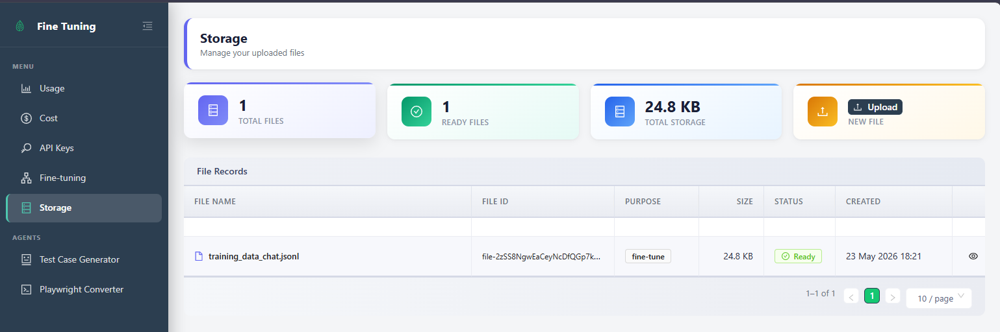 Fine Tuning
MENU
Usage
Cost
API Keys
Fine-tuning
Storage
AGENTS
Test Case Generator
Playwright Converter
Storage
Manage your uploaded files
1
TOTAL FILES
1
READY FILES
24.8 KB
TOTAL STORAGE
Upload
NEW FILE
File Records
FILE NAME FILE ID PURPOSE SIZE STATUS CREATED
training_data_chat.jsonl file-2zSS8NgwEaCeyNcDfQGp7k... fine-tune 24.8 KB Ready 23 May 2026 18:21
1–1 of 1 1 10 / page